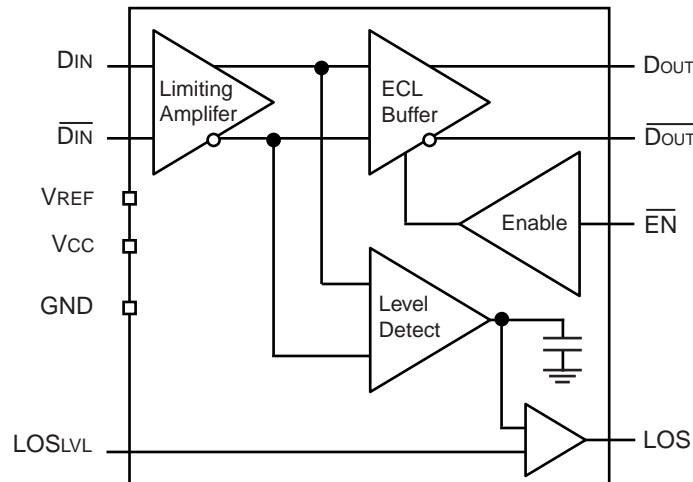 DIN
Limiting
Amplifer
ECL
Buffer
DOUT
DIN
DOUT
VREF
Enable
EN
VCC
GND
Level
Detect
LOSLVL
LOS